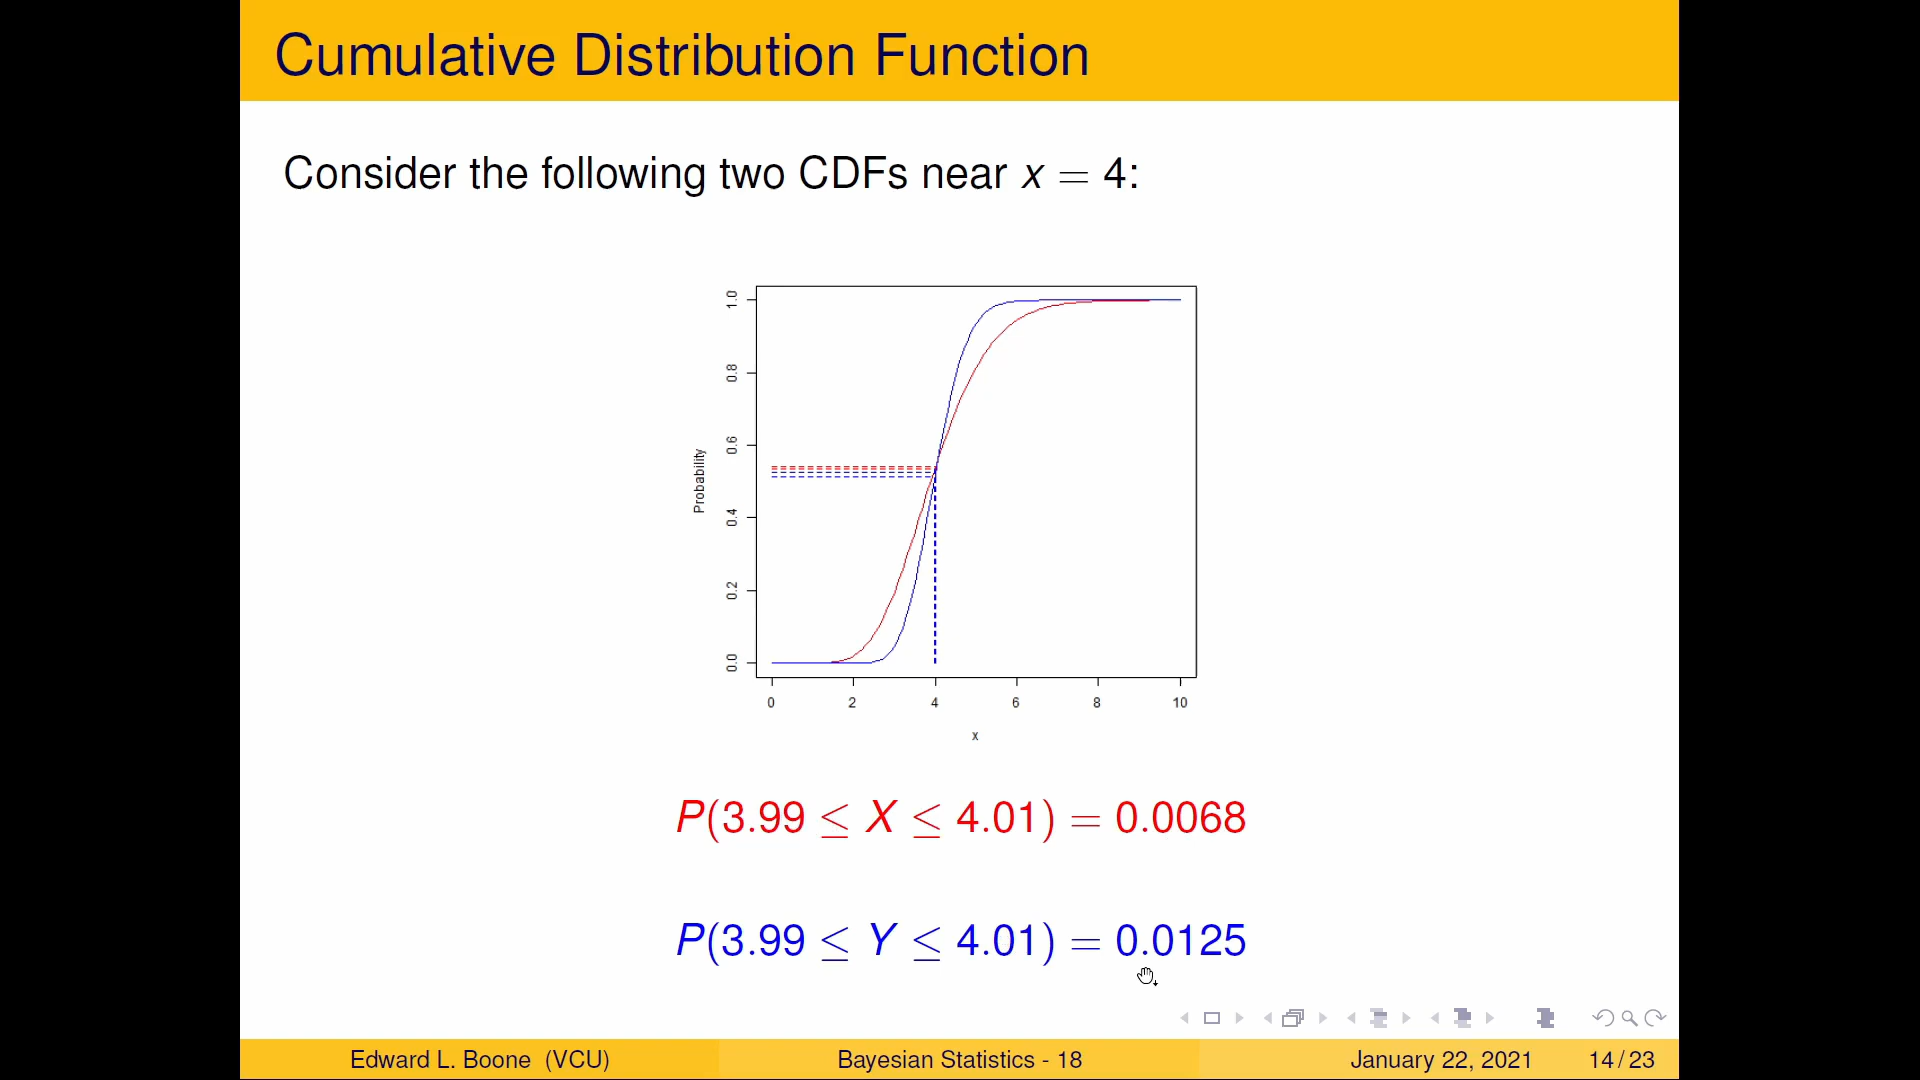 Cumulative Distribution Function
Consider the following two CDFs near x = 4:
1.0
0.8
0.6
0.4
0.2
0.0
Probability
0 2 4 6 8 10
x
P(3.99 ≤ X ≤ 4.01) = 0.0068
P(3.99 ≤ Y ≤ 4.01) = 0.0125
Edward L. Boone (VCU) Bayesian Statistics - 18 January 22, 2021 14 / 23